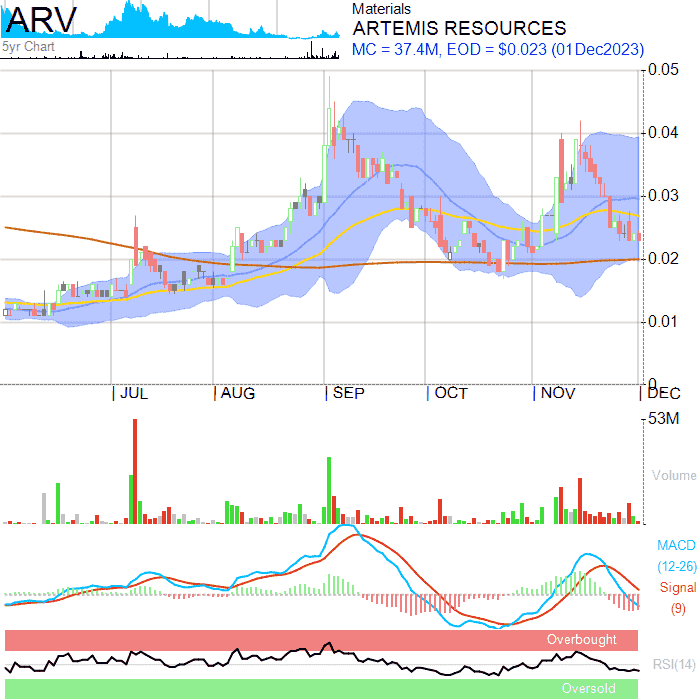 ARV
5yr Chart
Materials
ARTEMIS RESOURCES
MC = 37.4M, EOD = $0.023 (01Dec2023)
0.05
0.04
0.03
0.02
0.01
0
JUL AUG SEP OCT NOV DEC
53M
Volume
MACD
(12-26)
Signal
(9)
Overbought
RSI(14)
Oversold